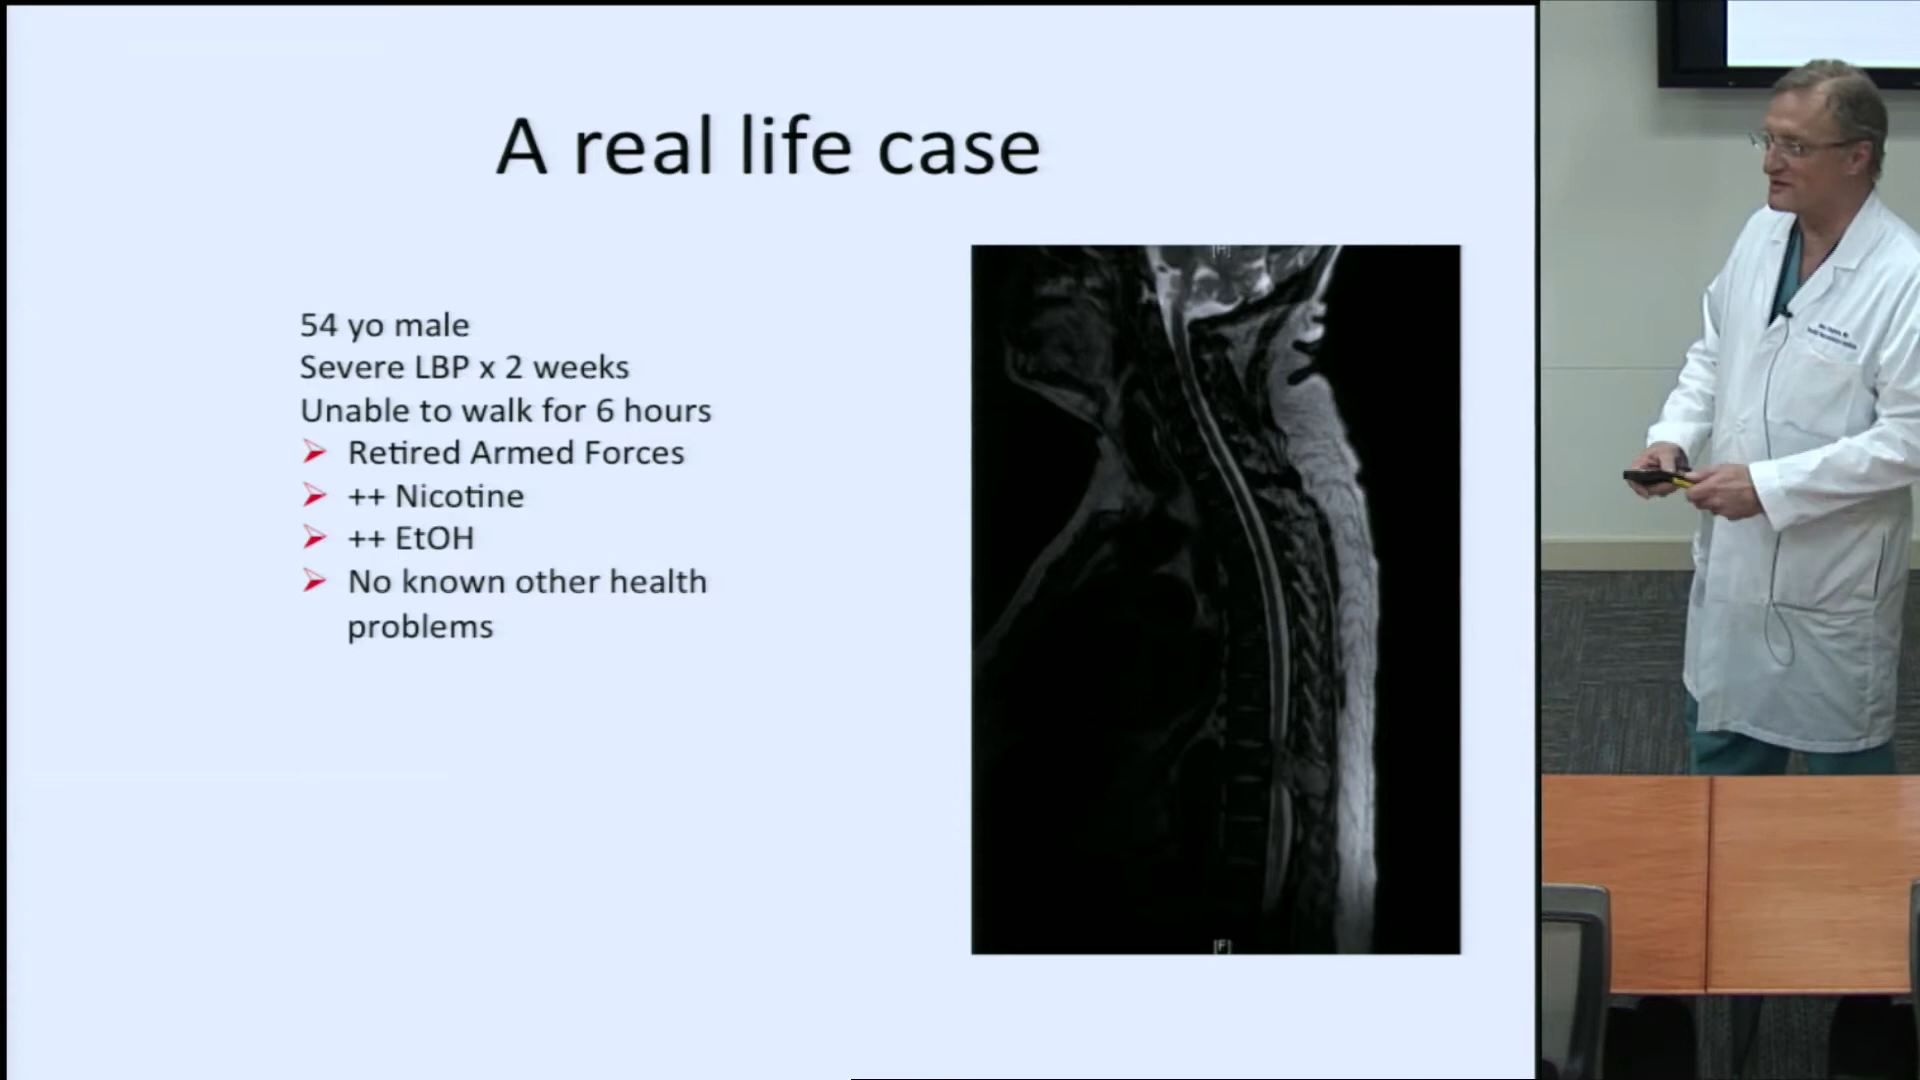 A real life case
54 yo male
Severe LBP x 2 weeks
Unable to walk for 6 hours
Retired Armed Forces
++ Nicotine
++ EtOH
No known other health
problems
[H]
[F]